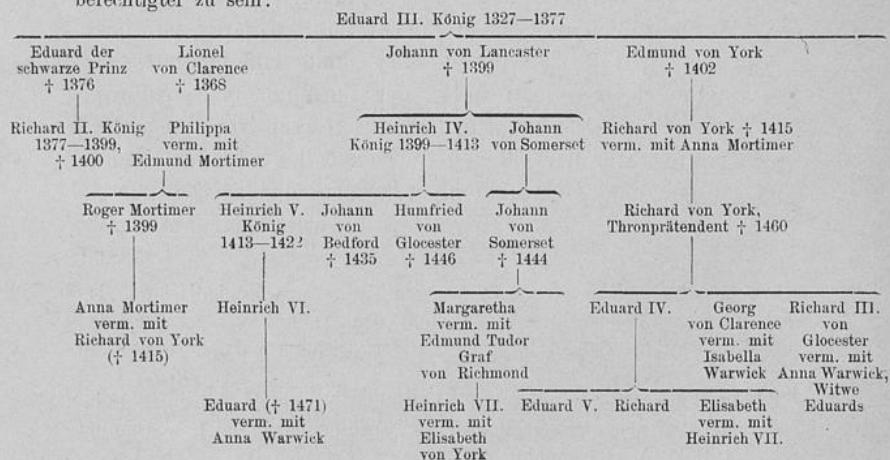 berechtigter zu sein.
Eduard III. König 1327—1377
Eduard der
schwarze Prinz
† 1376
Lionel
von Clarence
† 1368
Johann von Lancaster
† 1399
Edmund von York
† 1402
Richard II. König
1377—1399,
† 1400
Philippa
verm. mit
Edmund Mortimer
Heinrich IV.
König 1399—1413
Johann
von Somerset
Richard von York † 1415
verm. mit Anna Mortimer
Roger Mortimer
† 1399
Heinrich V.
König
1413—1422
Johann
von
Bedford
† 1435
Humfried
von
Glocester
† 1446
Johann
von
Somerset
† 1444
Richard von York,
Thronprätendent † 1460
Anna Mortimer
verm. mit
Richard von York
(† 1415)
Heinrich VI.
Margaretha
verm. mit
Edmund Tudor
Graf
von Richmond
Eduard IV.
Georg
von Clarence
verm. mit
Isabella
Warwick
Richard III.
von
Glocester
verm. mit
Anna Warwick,
Witwe
Eduards
Eduard († 1471)
verm. mit
Anna Warwick
Heinrich VII.
verm. mit
Elisabeth
von York
Eduard V.
Richard
Elisabeth
verm. mit
Heinrich VII.